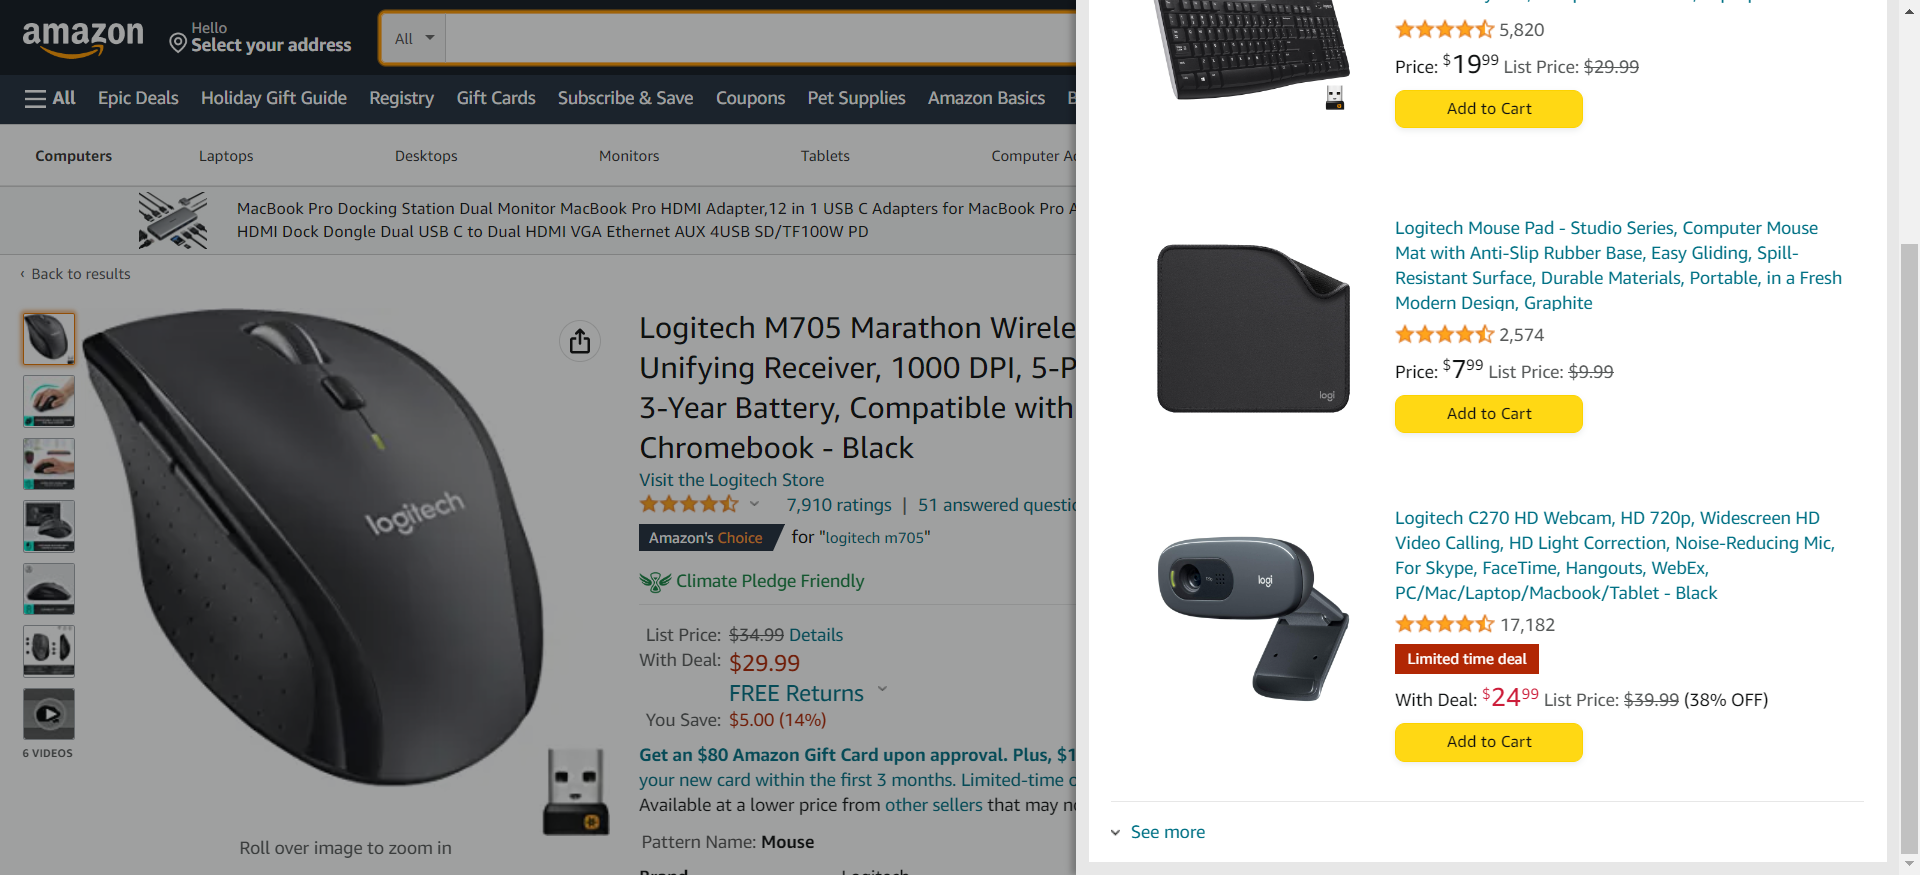 amazon
Hello
Select your address
All
All
Epic Deals
Holiday Gift Guide
Registry
Gift Cards
Subscribe & Save
Coupons
Pet Supplies
Amazon Basics
Computers
Laptops
Desktops
Monitors
Tablets
Computer
MacBook Pro Docking Station Dual Monitor MacBook Pro HDMI Adapter,12 in 1 USB C Adapters for MacBook Pro
HDMI Dock Dongle Dual USB C to Dual HDMI VGA Ethernet AUX 4USB SD/TF100W PD
‹ Back to results
logitech
6 VIDEOS
Roll over image to zoom in
Logitech M705 Marathon
Unifying Receiver, 1000 DPI,
3-Year Battery, Compatible with
Chromebook - Black
Visit the Logitech Store
7,910 ratings | 51 answered
Amazon's Choice for "logitech m705"
Climate Pledge Friendly
List Price: $34.99 Details
With Deal: $29.99
FREE Returns
You Save: $5.00 (14%)
Get an $80 Amazon Gift Card upon approval. Plus,
your new card within the first 3 months. Limited-time
Available at a lower price from other sellers that may
Pattern Name: Mouse
Brand Logitech
5,820
Price: $19.99 List Price: $29.99
Add to Cart
logi
Logitech Mouse Pad - Studio Series, Computer Mouse
Mat with Anti-Slip Rubber Base, Easy Gliding, Spill-
Resistant Surface, Durable Materials, Portable, in a Fresh
Modern Design, Graphite
2,574
Price: $7.99 List Price: $9.99
Add to Cart
logi
Logitech C270 HD Webcam, HD 720p, Widescreen HD
Video Calling, HD Light Correction, Noise-Reducing Mic,
For Skype, FaceTime, Hangouts, WebEx,
PC/Mac/Laptop/Macbook/Tablet - Black
17,182
Limited time deal
With Deal: $24.99 List Price: $39.99 (38% OFF)
Add to Cart
See more